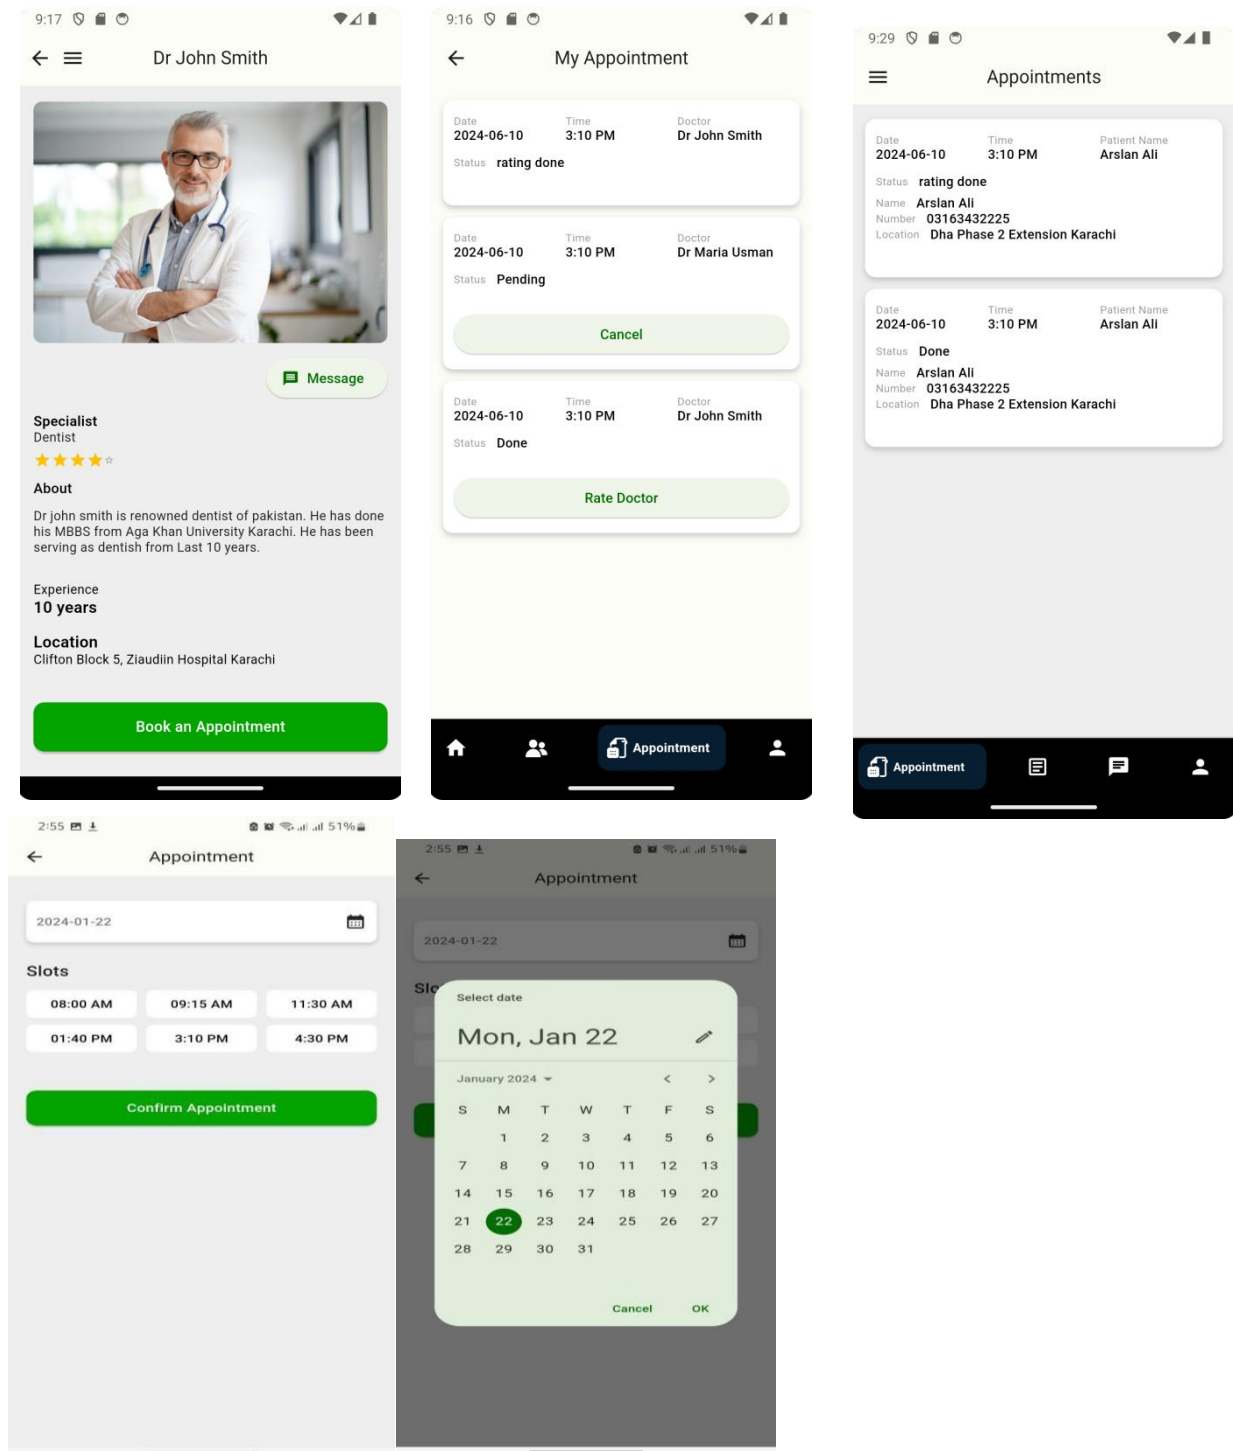 9:17
Dr John Smith
Message
Specialist
Dentist
About
Dr john smith is renowned dentist of pakistan. He has done
his MBBS from Aga Khan University Karachi. He has been
serving as dentish from Last 10 years.
Experience
10 years
Location
Clifton Block 5, Ziaudiin Hospital Karachi
Book an Appointment
9:16
My Appointment
Date Time Doctor
2024-06-10 3:10 PM Dr John Smith
Status rating done
Date Time Doctor
2024-06-10 3:10 PM Dr Maria Usman
Status Pending
Cancel
Date Time Doctor
2024-06-10 3:10 PM Dr John Smith
Status Done
Rate Doctor
Appointment
9:29
Appointments
Date Time Patient Name
2024-06-10 3:10 PM Arslan Ali
Status rating done
Name Arslan Ali
Number 03163432225
Location Dha Phase 2 Extension Karachi
Date Time Patient Name
2024-06-10 3:10 PM Arslan Ali
Status Done
Name Arslan Ali
Number 03163432225
Location Dha Phase 2 Extension Karachi
Appointment
2:55 51%
Appointment
2024-01-22
Slots
08:00 AM 09:15 AM 11:30 AM
01:40 PM 3:10 PM 4:30 PM
Confirm Appointment
2:55 51%
Appointment
2024-01-22
Slo
Select date
Mon, Jan 22
January 2024
S M T W T F S
1 2 3 4 5 6
7 8 9 10 11 12 13
14 15 16 17 18 19 20
21 22 23 24 25 26 27
28 29 30 31
Cancel OK